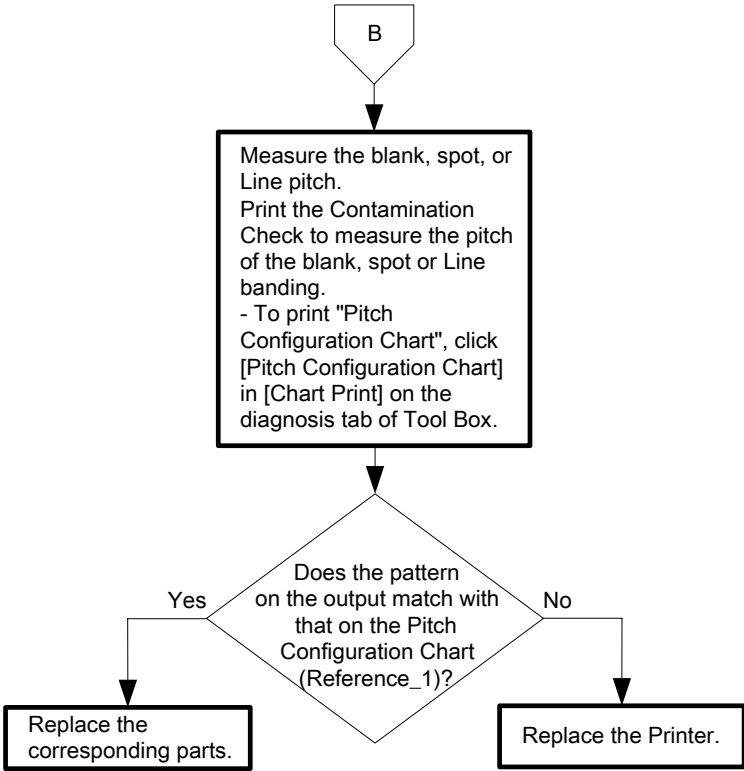 B
Measure the blank, spot, or
Line pitch.
Print the Contamination
Check to measure the pitch
of the blank, spot or Line
banding.
- To print "Pitch
Configuration Chart", click
[Pitch Configuration Chart]
in [Chart Print] on the
diagnosis tab of Tool Box.
Does the pattern
on the output match with
that on the Pitch
Configuration Chart
(Reference_1)?
Yes
No
Replace the
corresponding parts.
Replace the Printer.